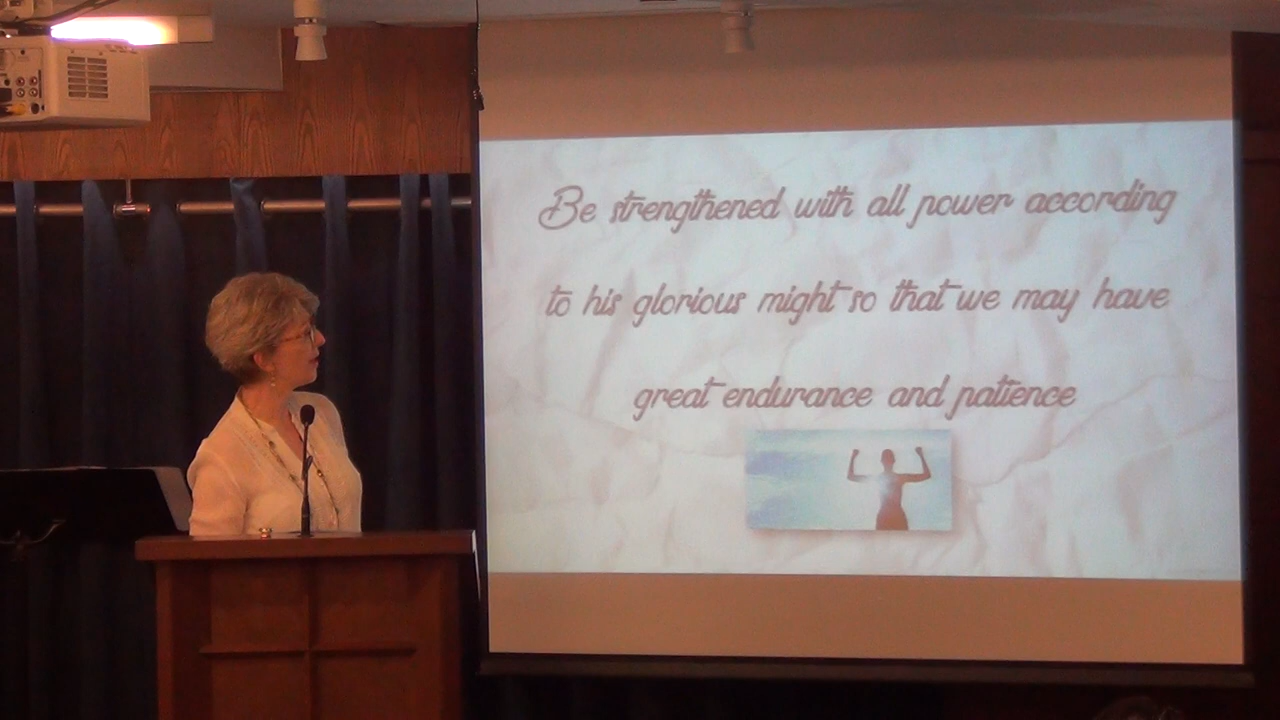 Be strengthened with all power according
to his glorious might so that we may have
great endurance and patience